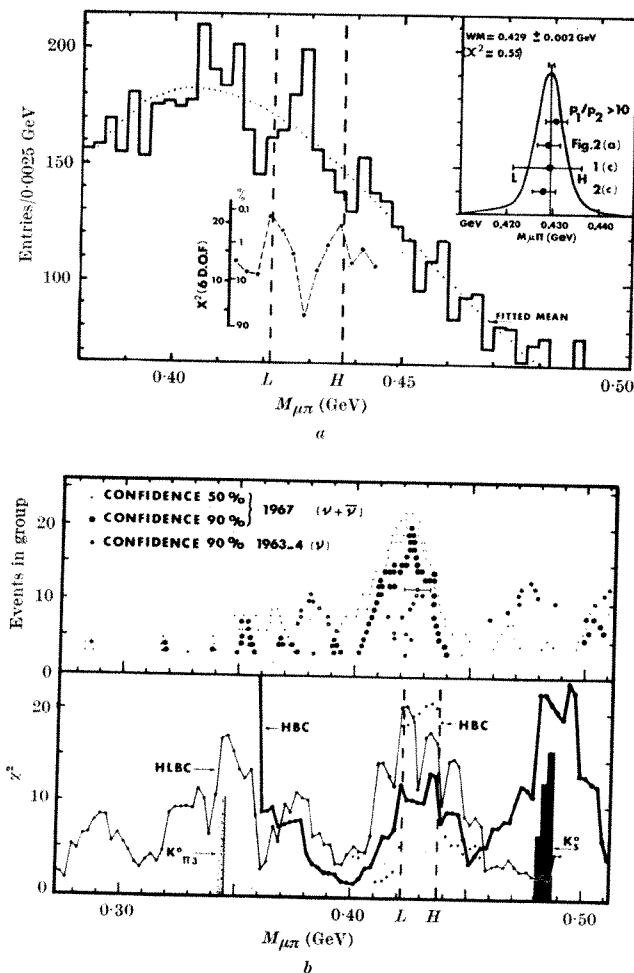 200
150
100
Entries/0·0025 GeV
WM= 0.429 ± 0.002 GeV
(X² = 0.55)
M
P₁/P₂ >10
Fig.2(a)
1 (c)
2(c)
L
H
GeV 0,420 0,430 0,440
Mμπ (GeV)
%
20
10
0.1
1
10
90
X² (6 D.O.F)
FITTED MEAN
0·40 0·45 0·50
L H
Mμπ (GeV)
a
CONFIDENCE 50%
CONFIDENCE 90%
1967 (ν + ν̄)
CONFIDENCE 90% 1963-4 (ν)
Events in group
20
10
0
20
10
0
χ²
HBC
HLBC
HBC
K°π3
K°s
0·30 0·40 0·50
L H
Mμπ (GeV)
b